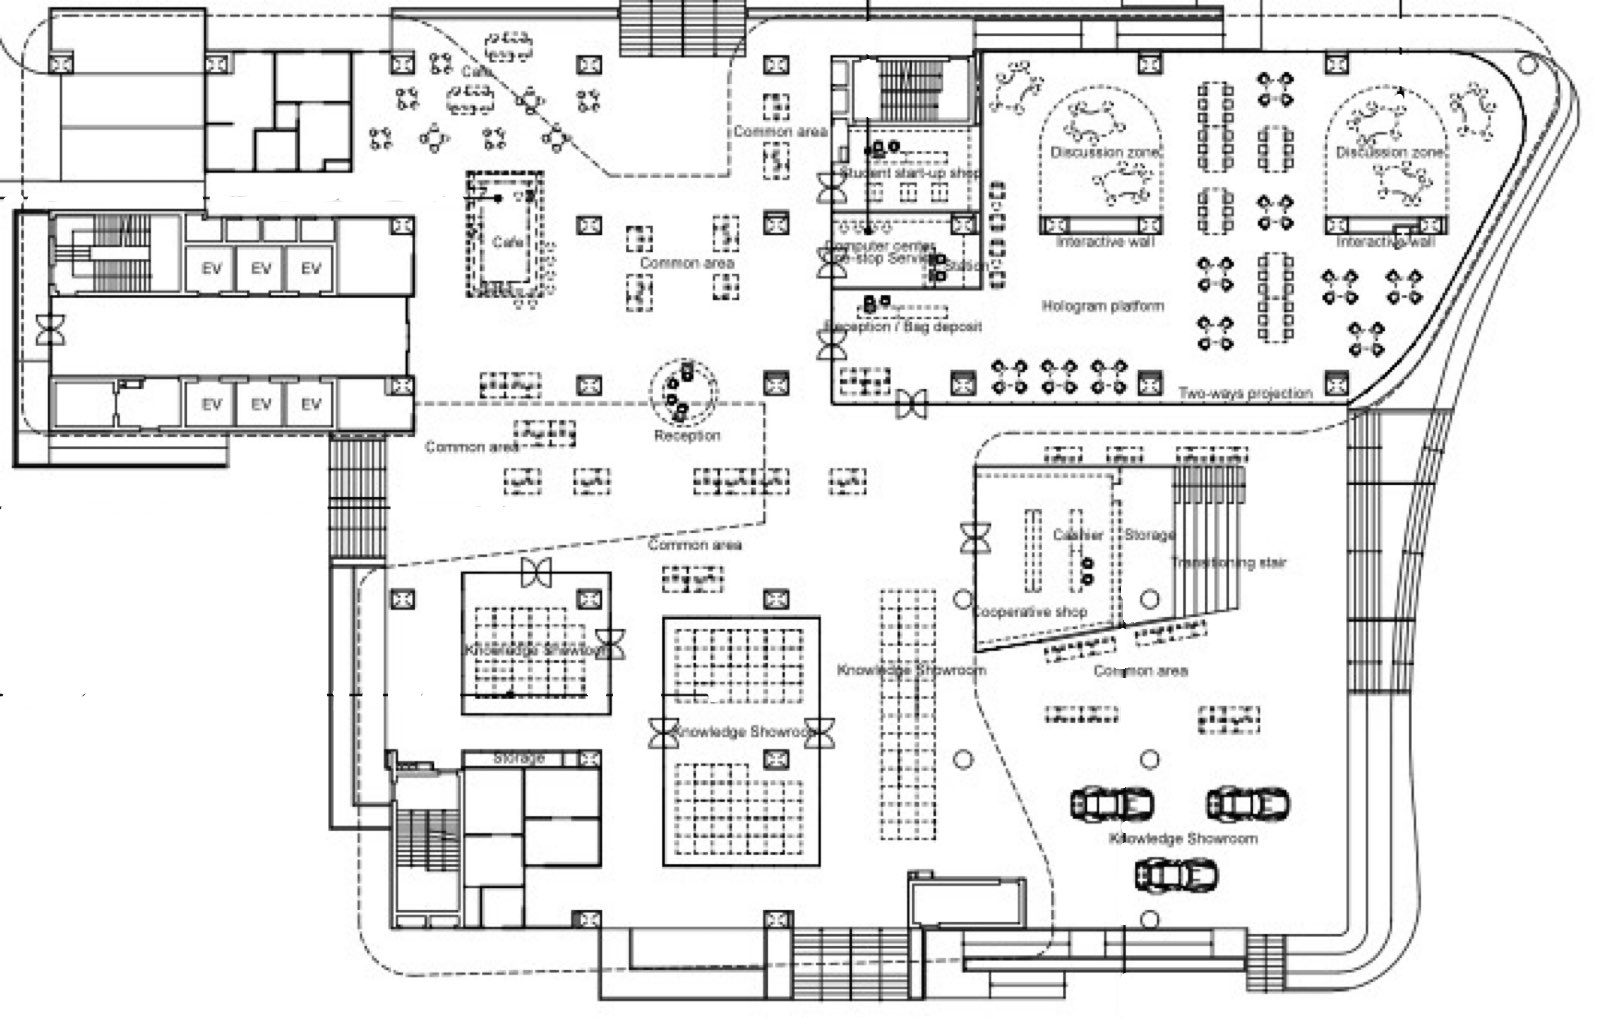 Cafe
Common area
Discussion zone
Discussion zone
Student start-up shop
Cafe
Common area
Computer center
One-stop Service
Station
Interactive wall
Interactive wall
EV
EV
EV
Hologram platform
Reception / Bag deposit
EV
EV
EV
Two-ways projection
Reception
Common area
Cashier
Storage
Common area
Transitioning stair
Cooperative shop
Knowledge Showroom
Knowledge Showroom
Common area
Knowledge Showroom
Storage
Knowledge Showroom